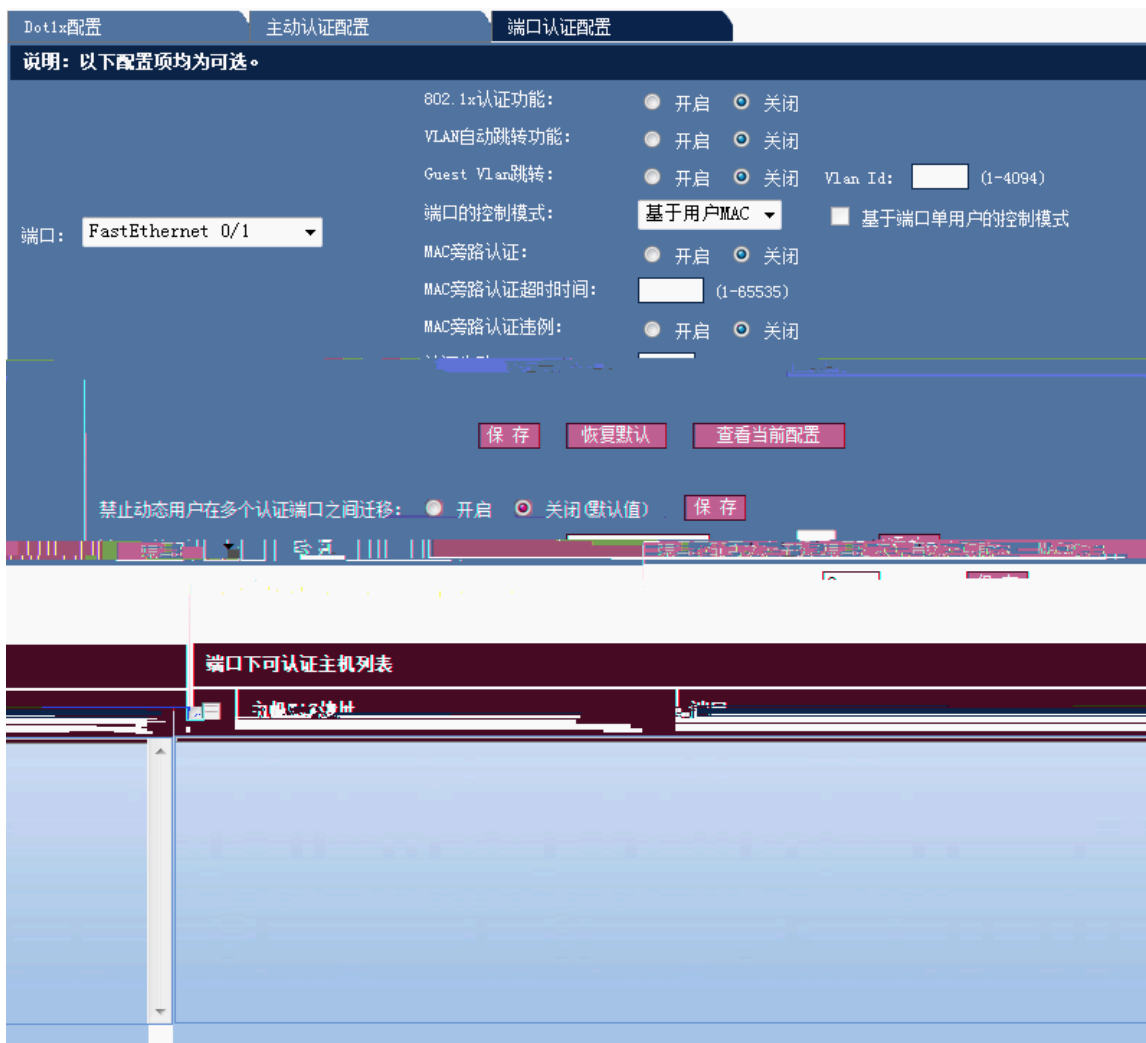 Dot1x配置 主动认证配置 端口认证配置
说明：以下配置项均为可选。
802.1x认证功能： 开启 关闭
VLAN自动跳转功能： 开启 关闭
Guest Vlan跳转： 开启 关闭 Vlan Id: (1-4094)
端口的控制模式： 基于用户MAC 基于端口单用户的控制模式
端口： FastEthernet 0/1
MAC旁路认证： 开启 关闭
MAC旁路认证超时时间： (1-65535)
MAC旁路认证违例： 开启 关闭
保 存 恢复默认 查看当前配置
禁止动态用户在多个认证端口之间迁移： 开启 关闭(默认值) 保 存
端口下可认证主机列表